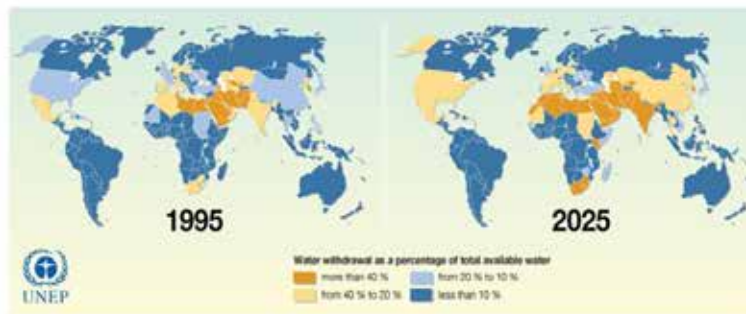 1995
2025
Water withdrawal as a percentage of total available water
more than 40 %
from 20 % to 10 %
from 40 % to 20 %
less than 10 %
UNEP